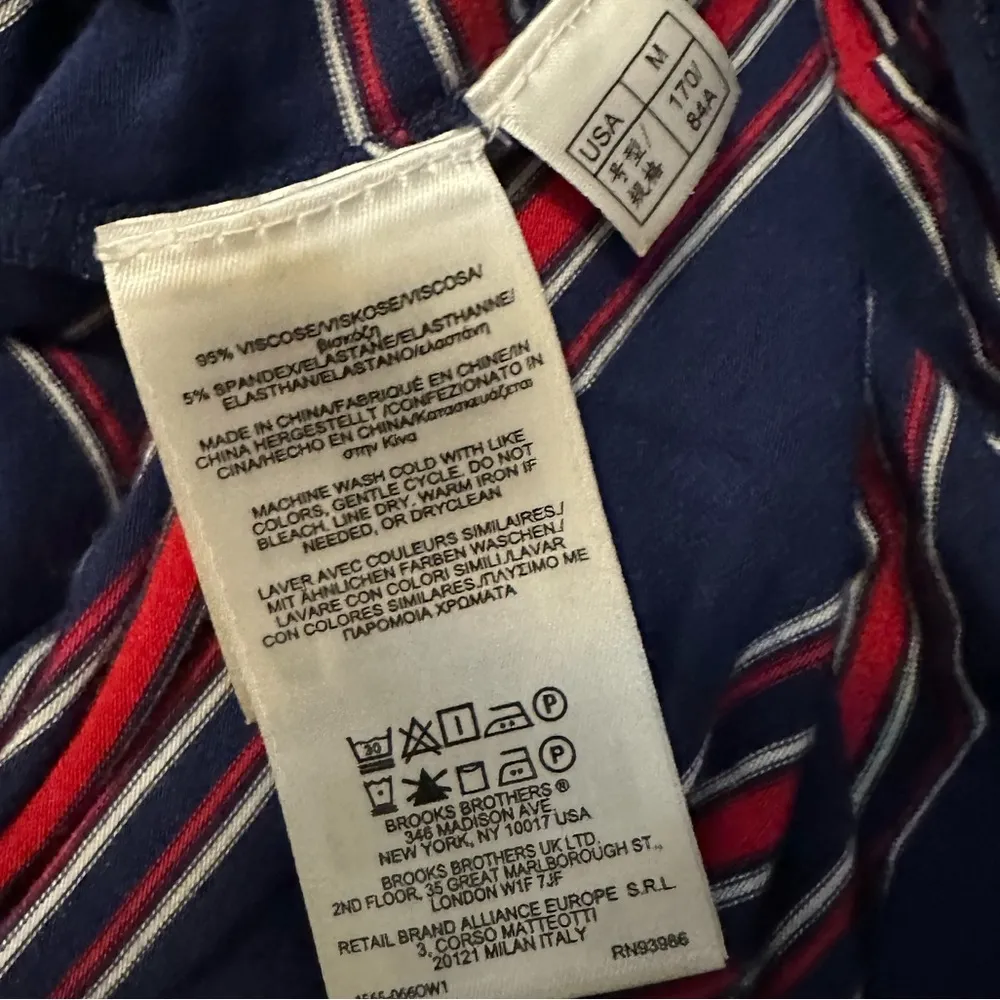 USA M
号型/ 170/
规格 84A
95% VISCOSE/VISKOSE/VISCOSA/
βισκόζη
5% SPANDEX/ELASTANE/ELASTHANNE/
ELASTHAN/ELASTANO/ελαστάνη
MADE IN CHINA/FABRIQUÉ EN CHINE/IN
CHINA HERGESTELLT /CONFEZIONATO IN
CINA/HECHO EN CHINA/Κατασκευάζεται
στην Κίνα
MACHINE WASH COLD WITH LIKE
COLORS, GENTLE CYCLE. DO NOT
BLEACH. LINE DRY. WARM IRON IF
NEEDED, OR DRYCLEAN
LAVER AVEC COULEURS SIMILAIRES./
MIT ÄHNLICHEN FARBEN WASCHEN./
LAVARE CON COLORI SIMILI./LAVAR
CON COLORES SIMILARES./ΠΛΥΣΙΜΟ ΜΕ
ΠΑΡΟΜΟΙΑ ΧΡΩΜΑΤΑ
30 P
P
BROOKS BROTHERS ®
346 MADISON AVE
NEW YORK, NY 10017 USA
BROOKS BROTHERS UK LTD.
2ND FLOOR, 35 GREAT MARLBOROUGH ST.,
LONDON W1F 7JF
RETAIL BRAND ALLIANCE EUROPE S.R.L
3, CORSO MATTEOTTI
20121 MILAN ITALY
RN93986